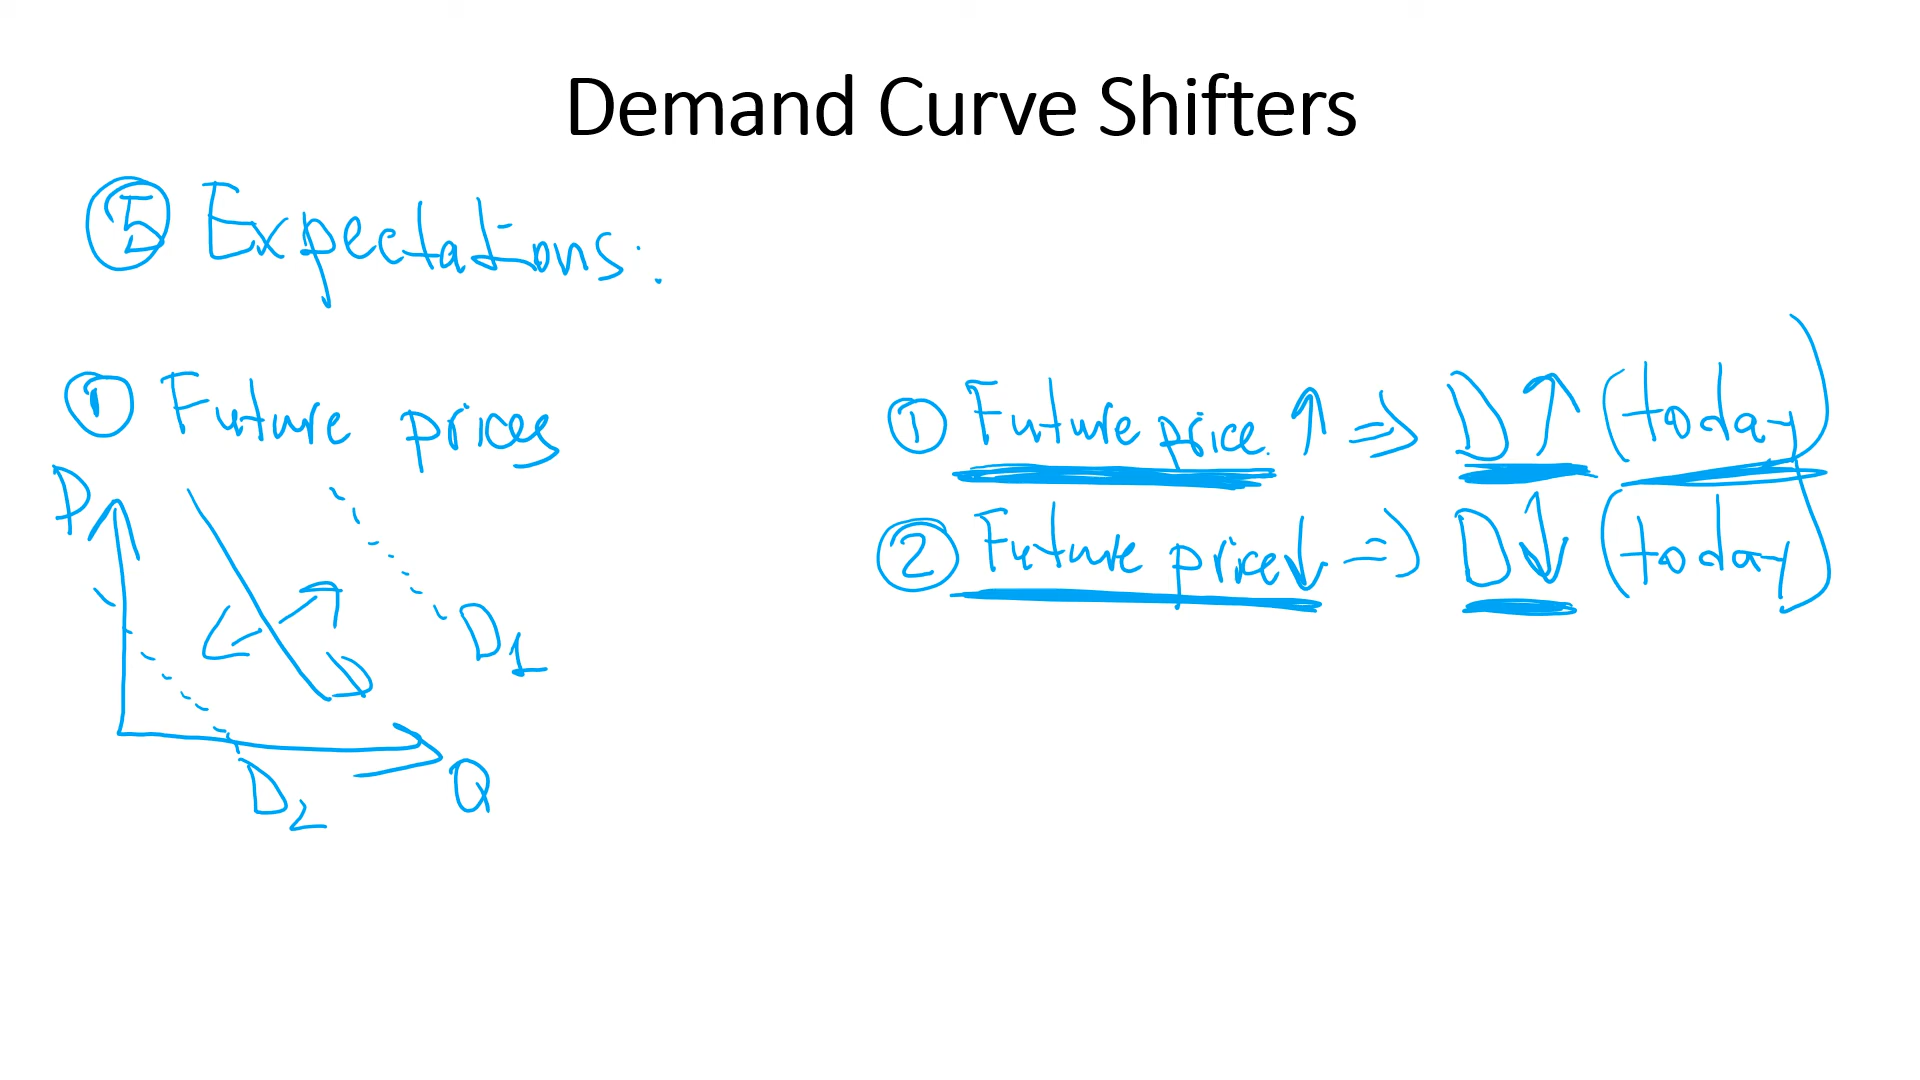 Demand Curve Shifters
⑤ Expectations:
① Future prices
P
D
D1
D2
Q
① Future price ↑ => D↑ (today)
② Future price↓ => D↓ (today)